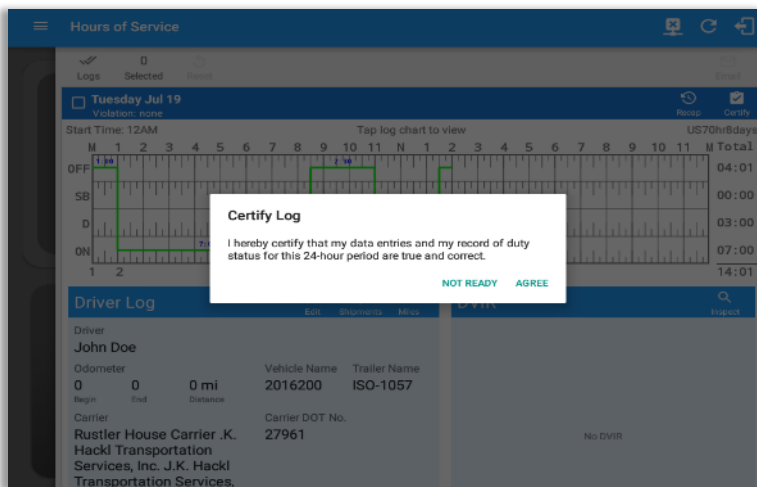 Hours of Service
Logs
Selected
0
Reset
Email
Tuesday Jul 19
Violation: none
Recap
Certify
Start Time: 12AM
Tap log chart to view
US70hr8days
M 1 2 3 4 5 6 7 8 9 10 11 N 1 2 3 4 5 6 7 8 9 10 11 M Total
OFF 04:01
SB 00:00
D 03:00
ON 07:00
1 2 14:01
Certify Log
I hereby certify that my data entries and my record of duty
status for this 24-hour period are true and correct.
NOT READY AGREE
Driver Log
Edit Shipments Miles
DVIR
Inspect
Driver
John Doe
Odometer Vehicle Name Trailer Name
0 0 0 mi 2016200 ISO-1057
Begin End Distance
Carrier Carrier DOT No.
Rustler House Carrier .K. 27961
Hackl Transportation
Services, Inc. J.K. Hackl
Transportation Services,
No DVIR